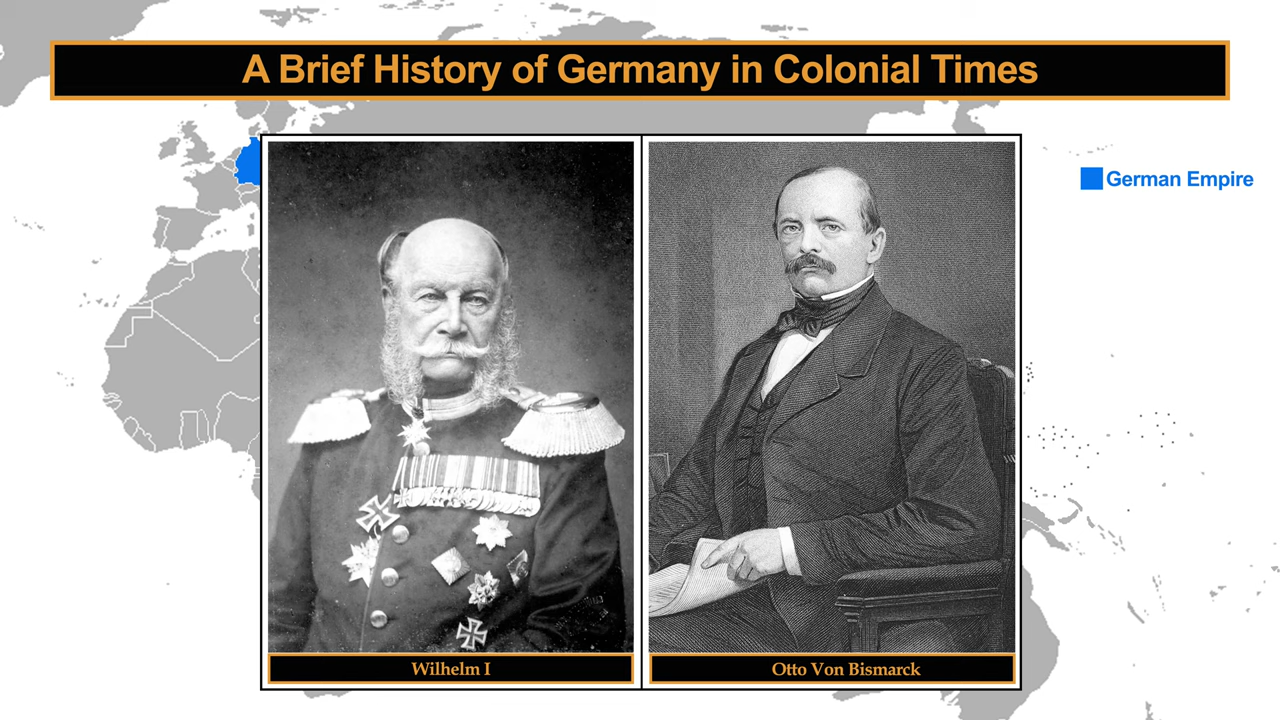 A Brief History of Germany in Colonial Times
German Empire
Wilhelm I
Otto Von Bismarck